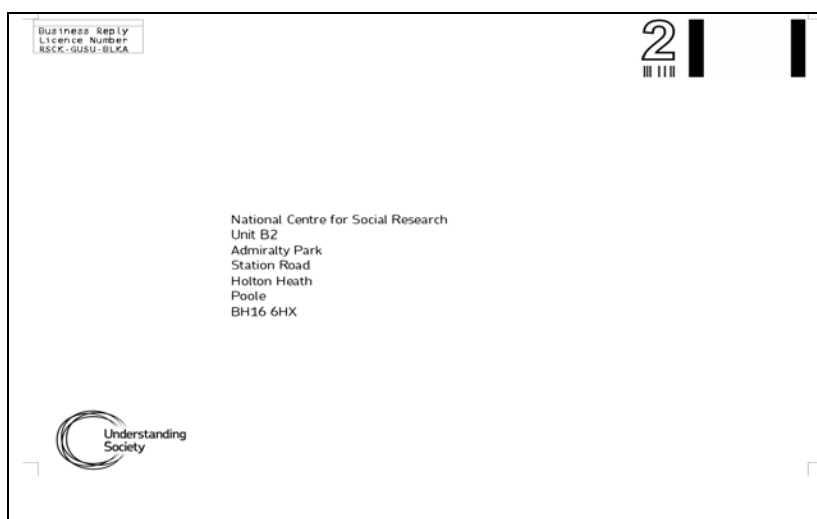 Business Reply
Licence Number
RSCK-GUSU-BLKA
2
National Centre for Social Research
Unit B2
Admiralty Park
Station Road
Holton Heath
Poole
BH16 6HX
Understanding
Society